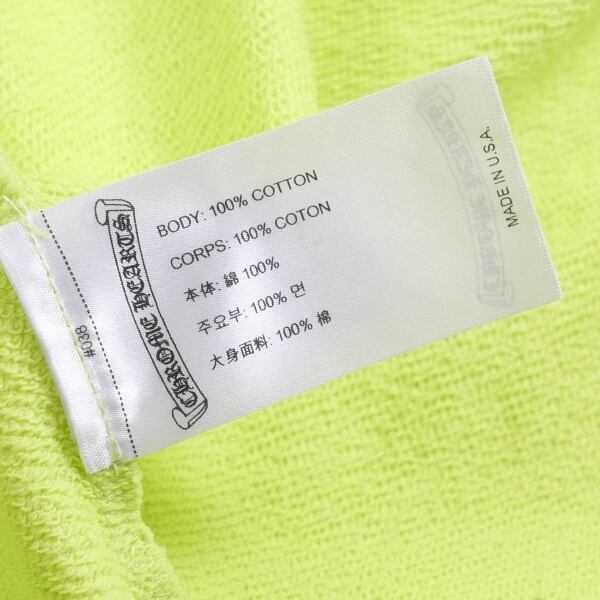 CHROME HEARTS
BODY: 100% COTTON
CORPS: 100% COTON
本体: 綿 100%
주요부: 100% 면
大身面料: 100% 棉
MADE IN U.S.A.
#038